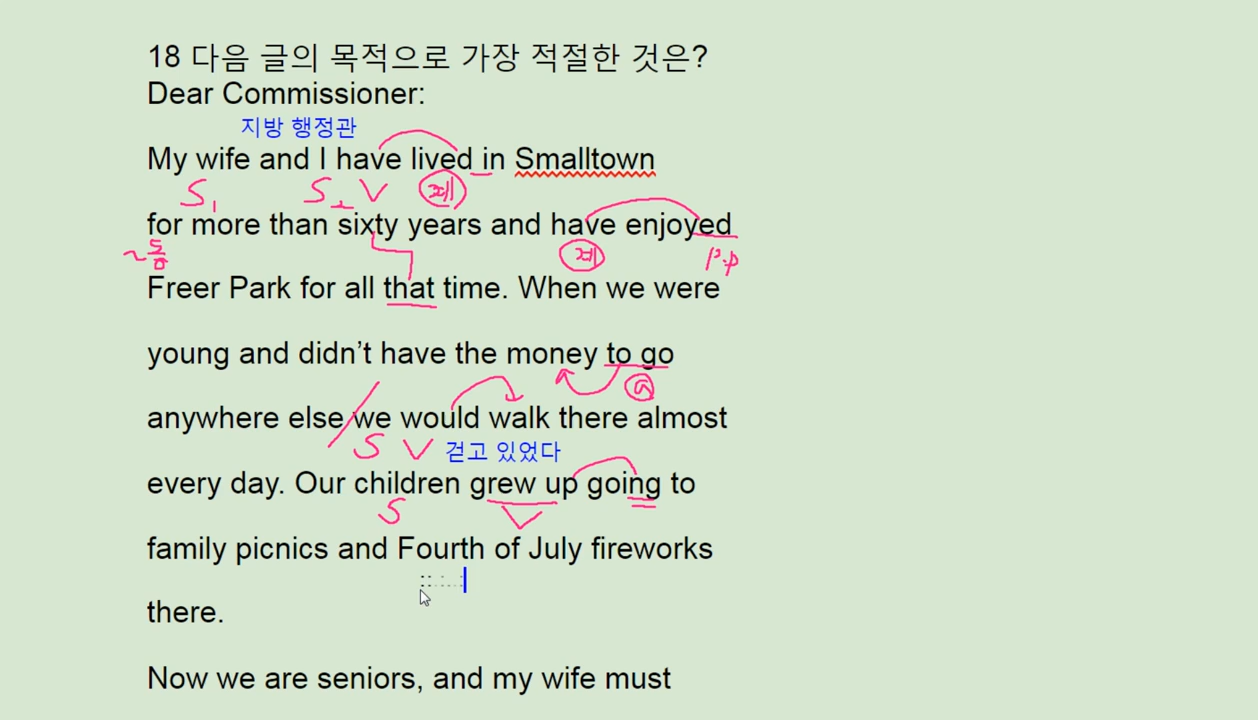 18 다음 글의 목적으로 가장 적절한 것은?
Dear Commissioner:
지방 행정관
My wife and I have lived in Smalltown
S1 S2 V 계
for more than sixty years and have enjoyed
~동 계 p.p
Freer Park for all that time. When we were
young and didn't have the money to go
anywhere else we would walk there almost
S V 걷고 있었다
every day. Our children grew up going to
S V
family picnics and Fourth of July fireworks
there.
Now we are seniors, and my wife must